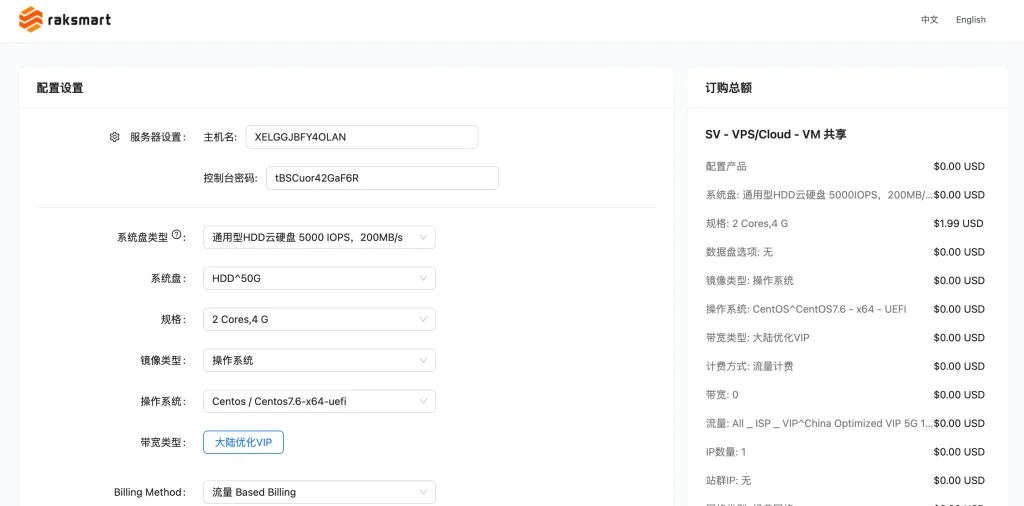 raksmart
中文 English
配置设置
服务器设置: 主机名: XELGGJBFY4OLAN
控制台密码: tBSCuor42GaF6R
系统盘类型 ?: 通用型HDD云硬盘 5000 IOPS，200MB/s
系统盘: HDD^50G
规格: 2 Cores,4 G
镜像类型: 操作系统
操作系统: Centos / Centos7.6-x64-uefi
带宽类型: 大陆优化VIP
Billing Method: 流量 Based Billing
订购总额
SV - VPS/Cloud - VM 共享
配置产品 $0.00 USD
系统盘: 通用型HDD云硬盘 5000IOPS，200MB/... $0.00 USD
规格: 2 Cores,4 G $1.99 USD
数据盘选项: 无 $0.00 USD
镜像类型: 操作系统 $0.00 USD
操作系统: CentOS^CentOS7.6 - x64 - UEFI $0.00 USD
带宽类型: 大陆优化VIP $0.00 USD
计费方式: 流量计费 $0.00 USD
带宽: 0 $0.00 USD
流量: All _ ISP _ VIP^China Optimized VIP 5G 1... $0.00 USD
IP数量: 1 $0.00 USD
站群IP: 无 $0.00 USD